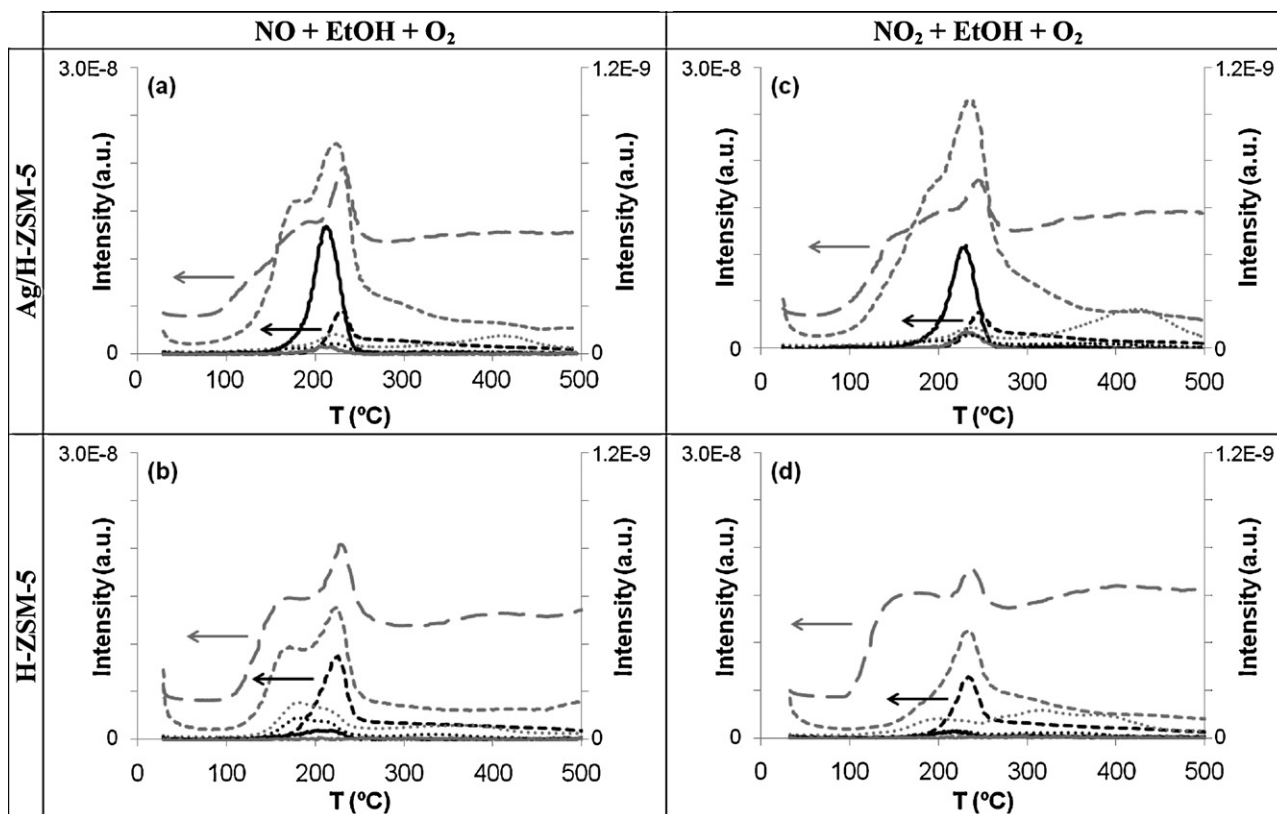 NO + EtOH + O₂
NO₂ + EtOH + O₂
Ag/H-ZSM-5
3.0E-8
(a)
1.2E-9
Intensity (a.u.)
Intensity (a.u.)
0
0
0 100 200 300 400 500
T (ºC)
3.0E-8
(c)
1.2E-9
Intensity (a.u.)
Intensity (a.u.)
0
0
0 100 200 300 400 500
T (ºC)
H-ZSM-5
3.0E-8
(b)
1.2E-9
Intensity (a.u.)
Intensity (a.u.)
0
0
0 100 200 300 400 500
T (ºC)
3.0E-8
(d)
1.2E-9
Intensity (a.u.)
Intensity (a.u.)
0
0
0 100 200 300 400 500
T (ºC)